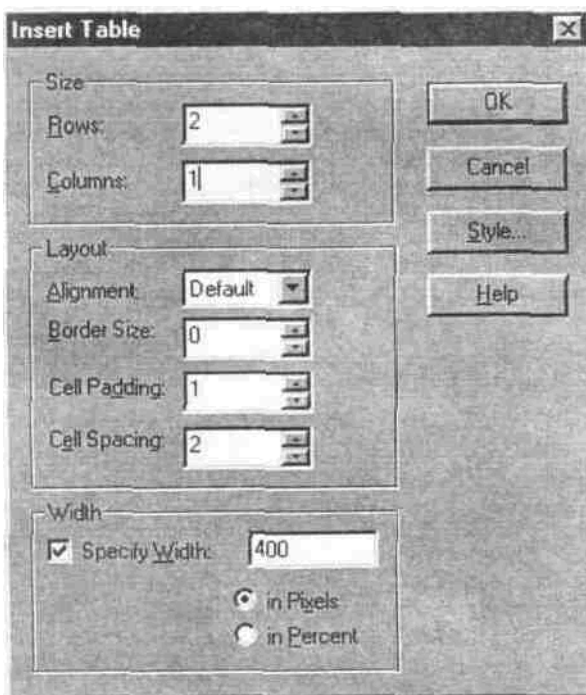 Insert Table
Size
Rows: 2
Columns: 1
OK
Cancel
Style...
Help
Layout
Alignment: Default
Border Size: 0
Cell Padding: 1
Cell Spacing: 2
Width
Specify Width: 400
in Pixels
in Percent